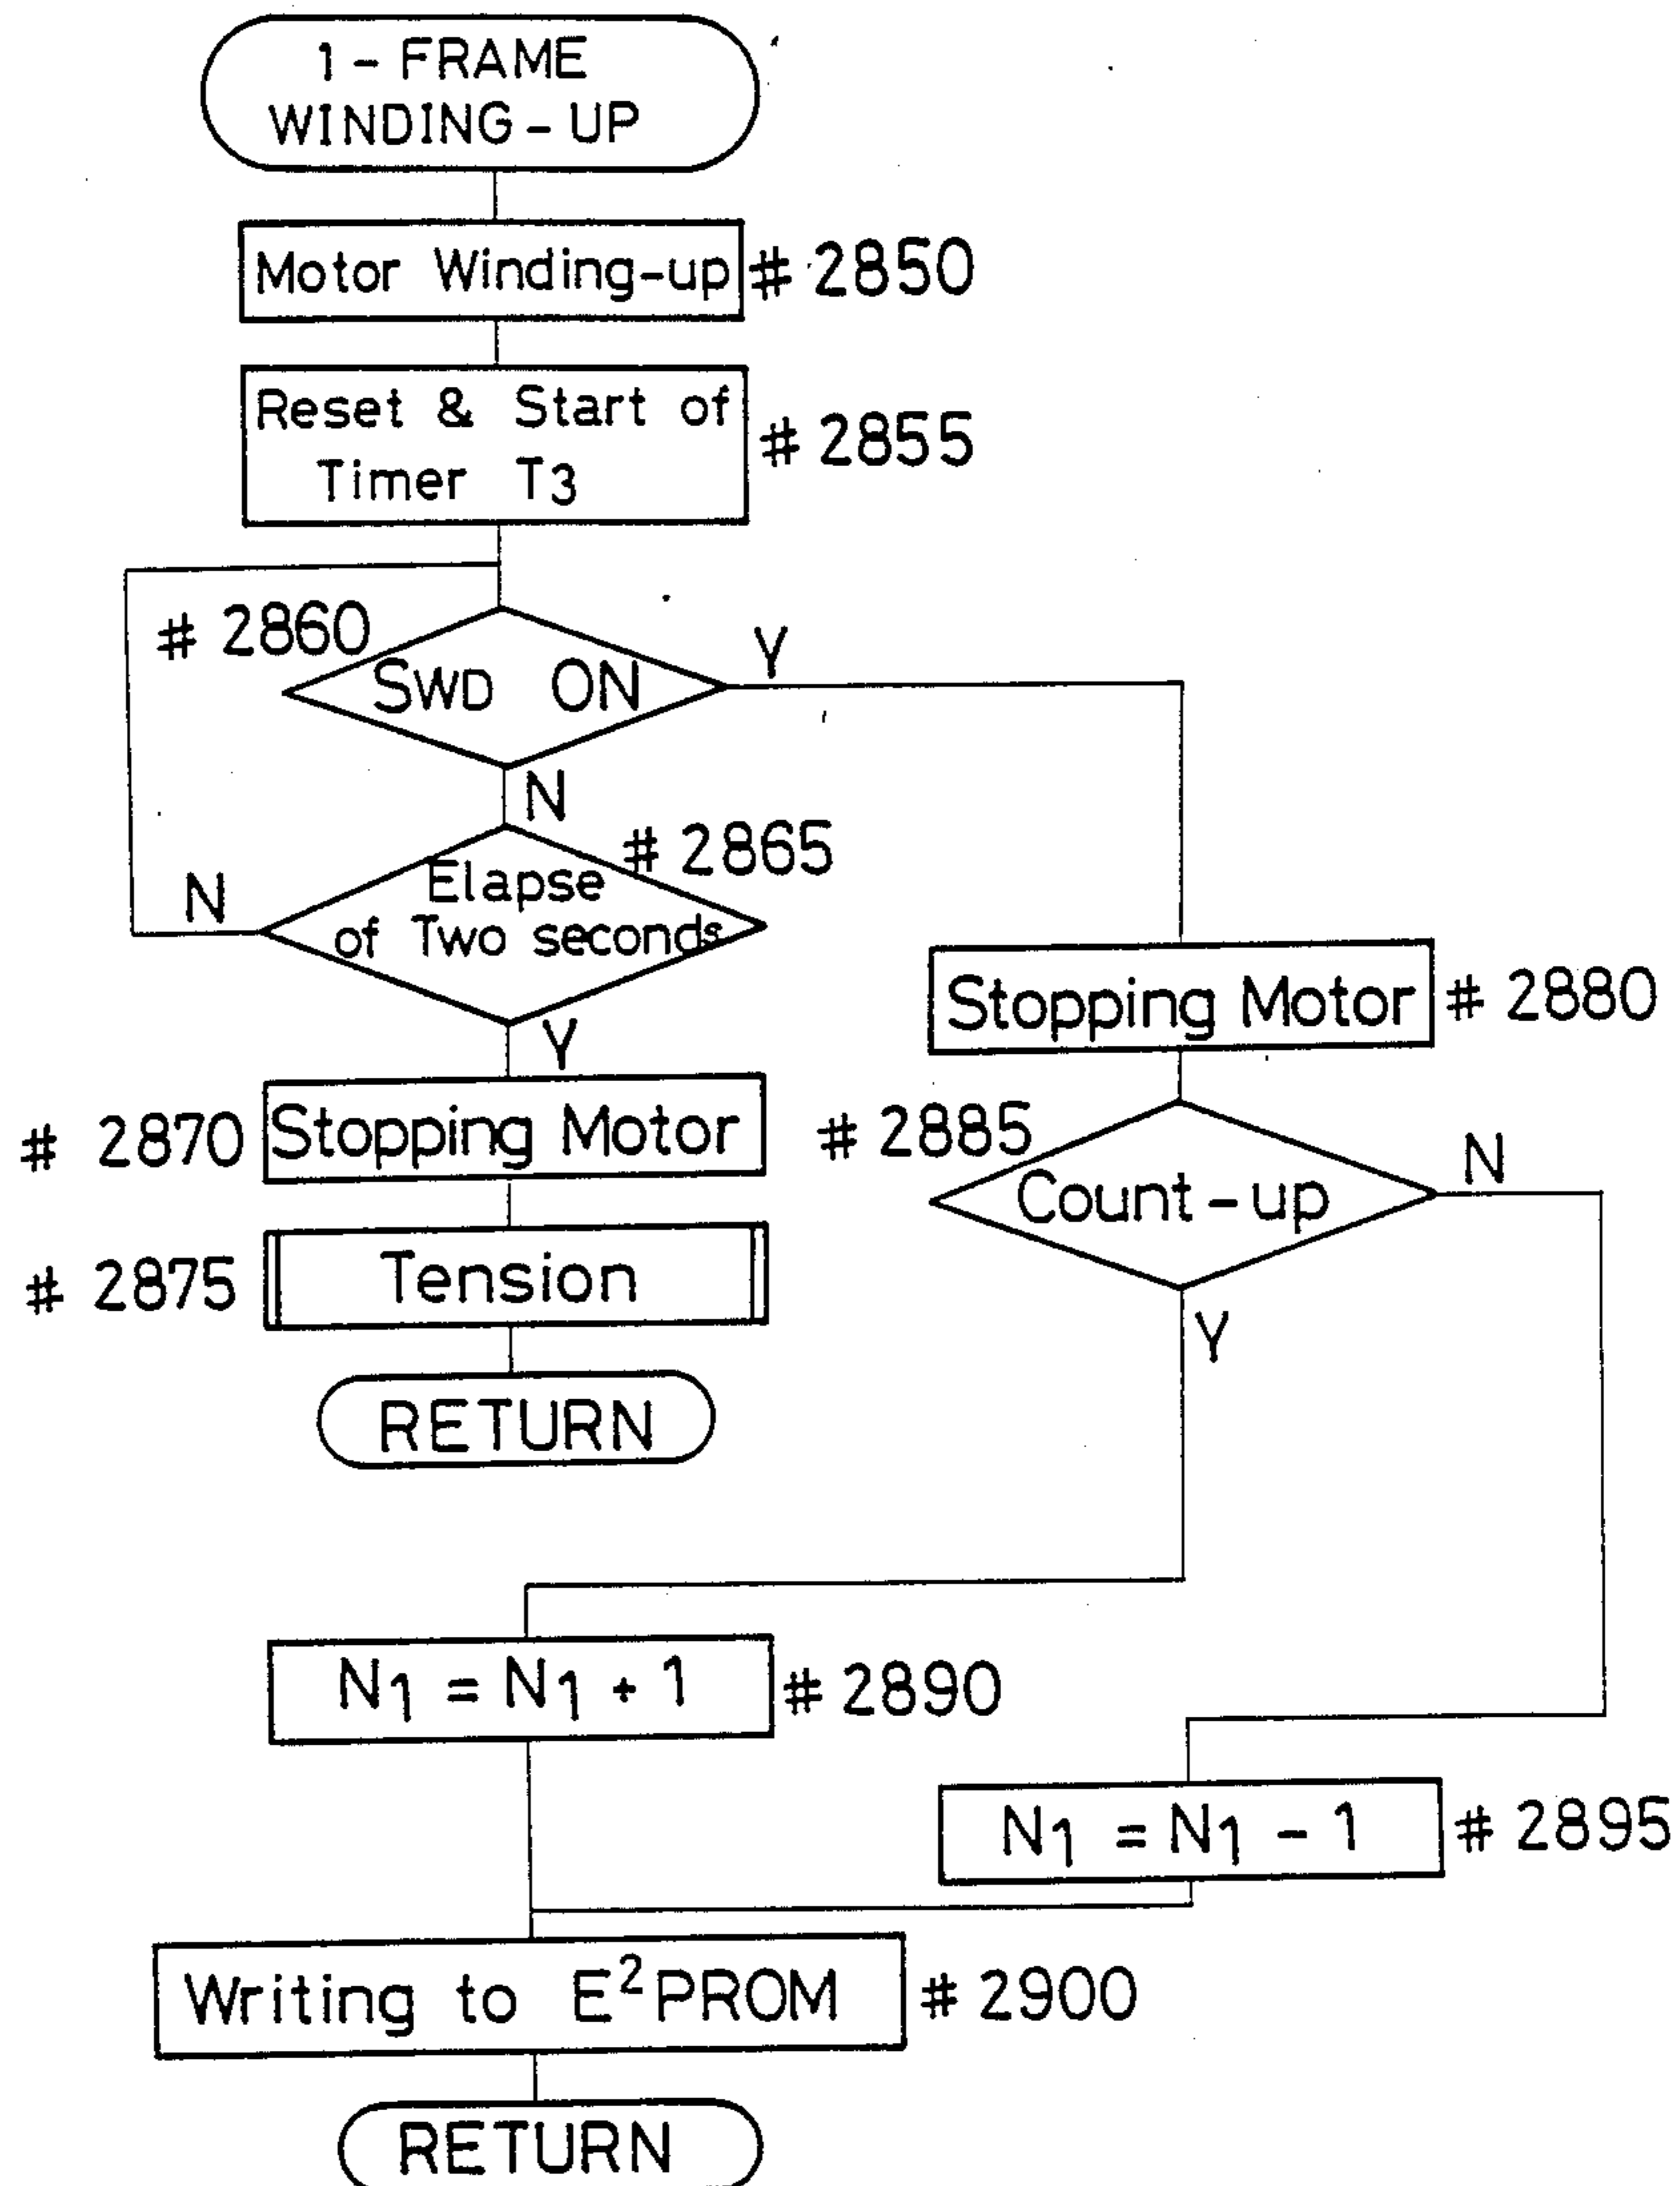 1 - FRAME
WINDING - UP
Motor Winding-up # 2850
Reset & Start of
Timer T3
# 2855
# 2860
SWD ON
Y
N
# 2865
Elapse
of Two seconds
N
Y
# 2870 Stopping Motor
# 2875 Tension
RETURN
Stopping Motor # 2880
# 2885
Count-up
N
Y
N1 = N1 + 1 # 2890
N1 = N1 - 1 # 2895
Writing to E²PROM # 2900
RETURN